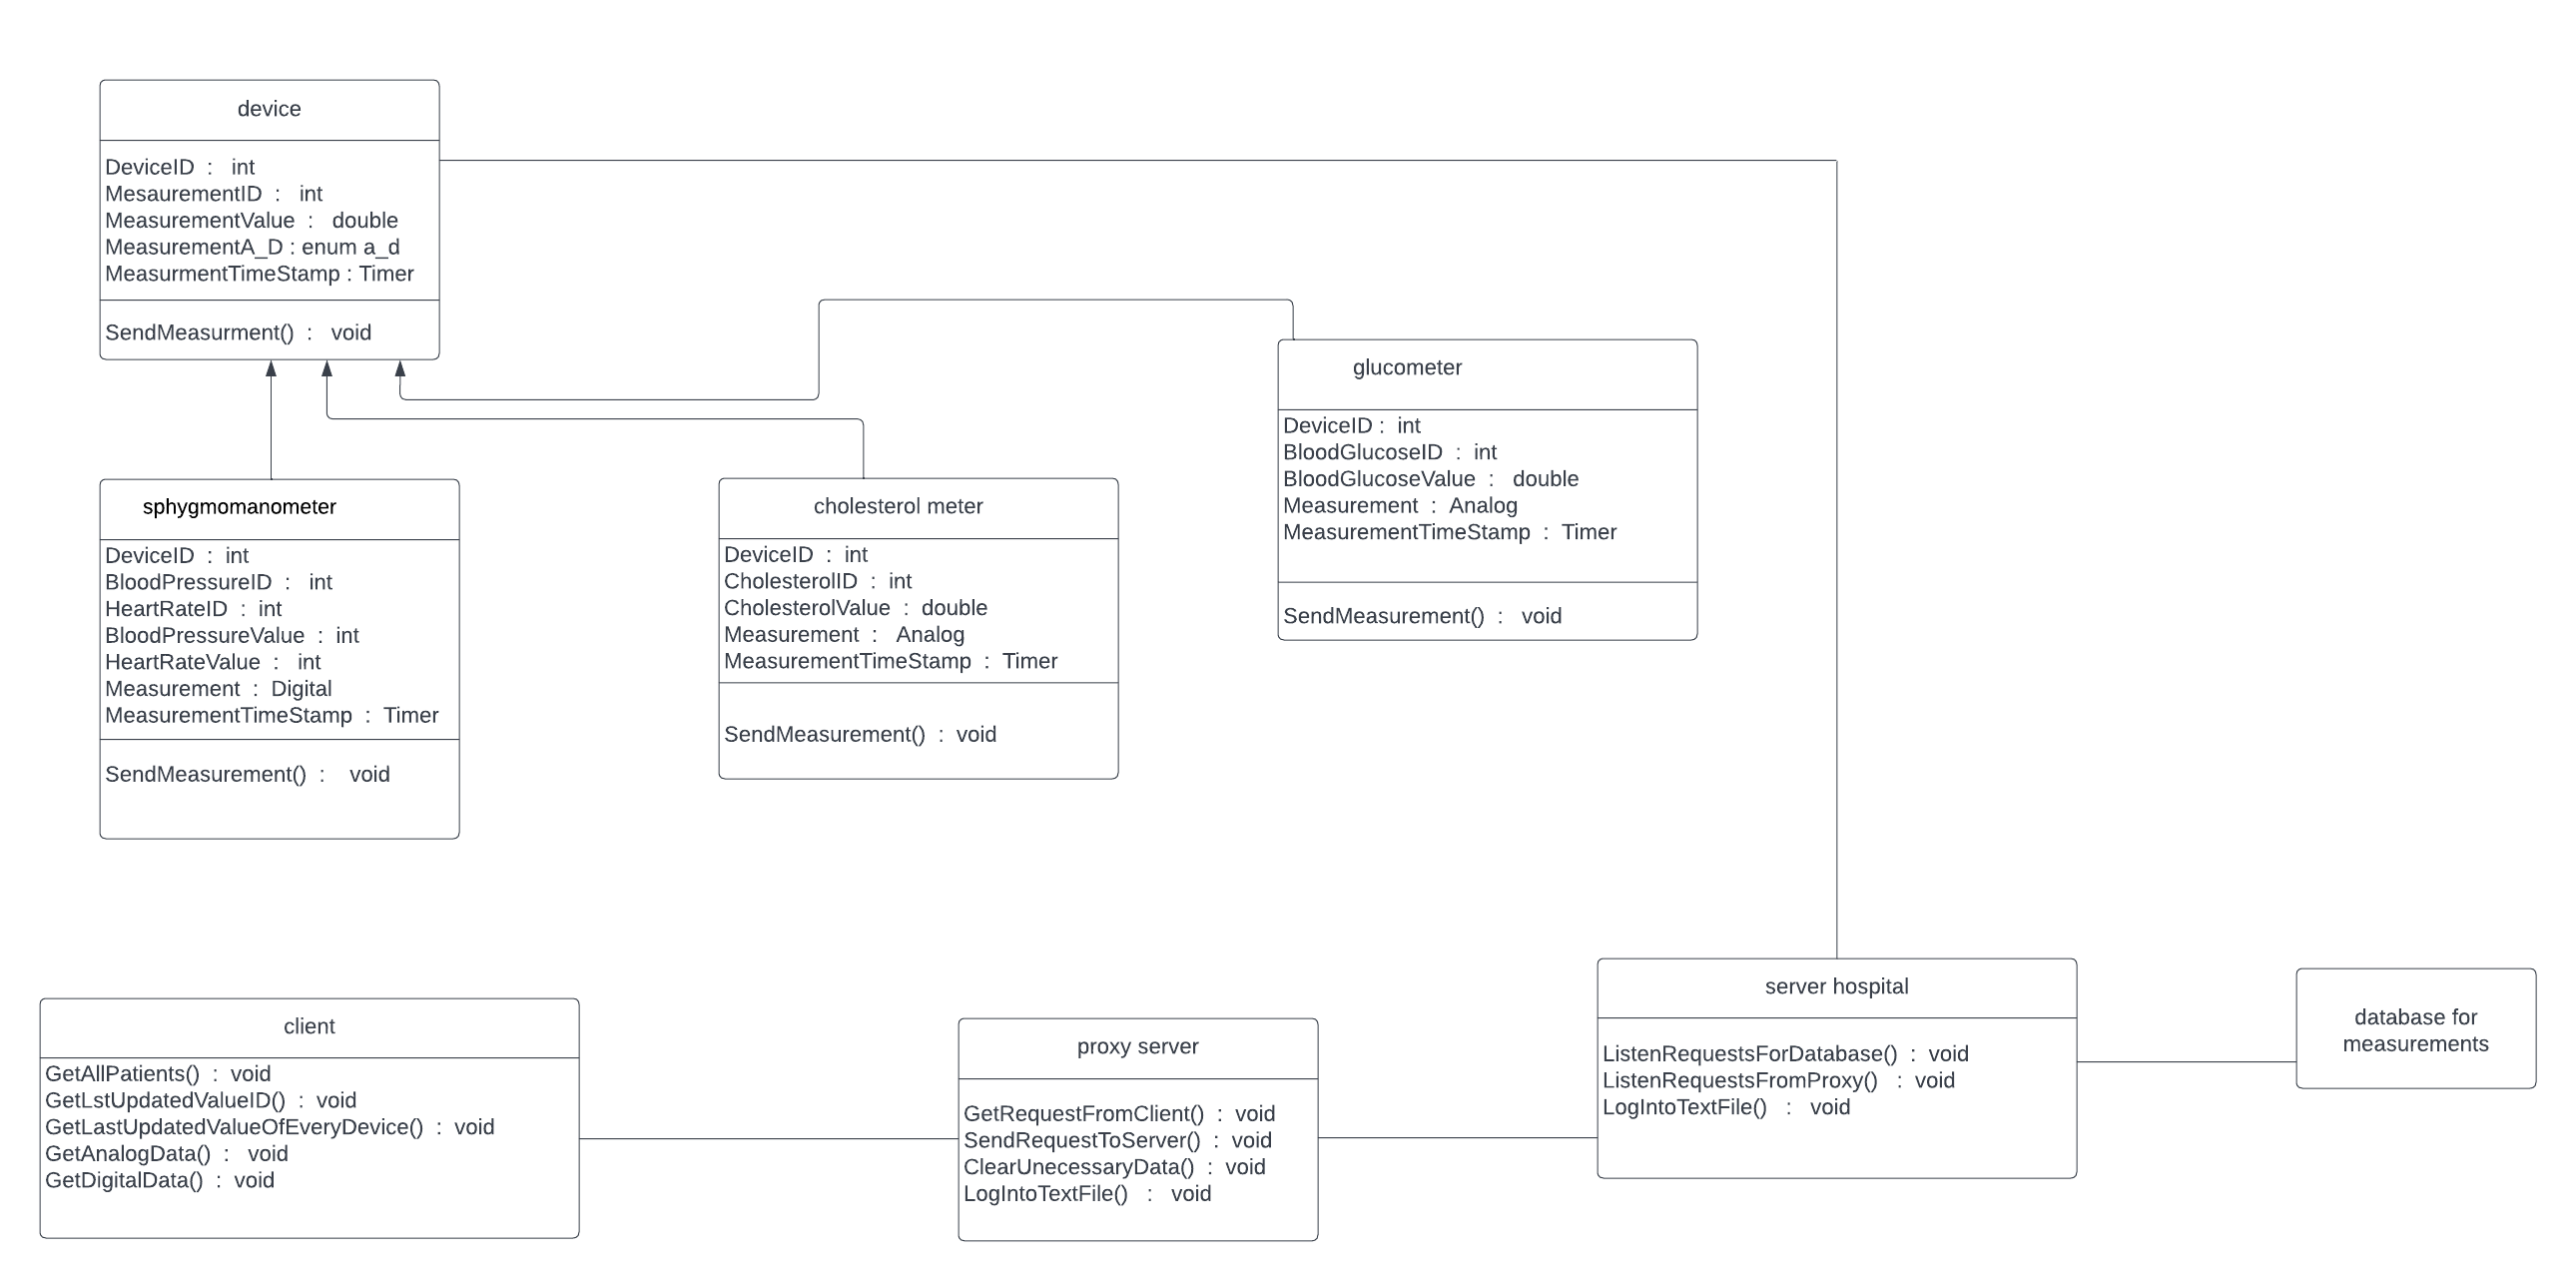 device
DeviceID  :   int
MesaurementID  :   int
MeasurementValue  :   double
MeasurementA_D : enum a_d
MeasurmentTimeStamp : Timer
SendMeasurment()  :   void
glucometer
DeviceID :  int
BloodGlucoseID  :  int
BloodGlucoseValue  :   double
Measurement  :  Analog
MeasurementTimeStamp  :  Timer
SendMeasurement()  :   void
sphygmomanometer
DeviceID  :  int
BloodPressureID  :   int
HeartRateID  :  int
BloodPressureValue  :  int
HeartRateValue  :   int
Measurement  :  Digital
MeasurementTimeStamp  :  Timer
SendMeasurement()  :    void
cholesterol meter
DeviceID  :  int
CholesterolID  :  int
CholesterolValue  :  double
Measurement  :   Analog
MeasurementTimeStamp  :  Timer
SendMeasurement()  :  void
client
GetAllPatients()  :  void
GetLstUpdatedValueID()  :  void
GetLastUpdatedValueOfEveryDevice()  :  void
GetAnalogData()  :   void
GetDigitalData()  :  void
proxy server
GetRequestFromClient()  :  void
SendRequestToServer()  :  void
ClearUnecessaryData()  :  void
LogIntoTextFile()   :   void
server hospital
ListenRequestsForDatabase()  :  void
ListenRequestsFromProxy()   :  void
LogIntoTextFile()   :   void
database for
measurements